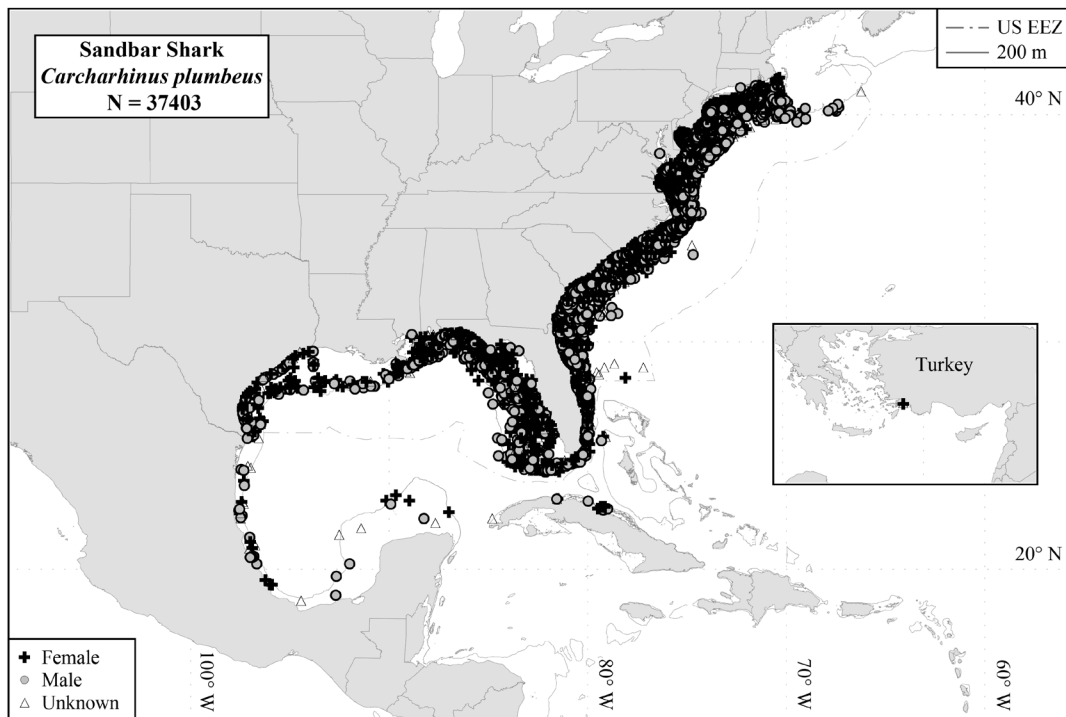 Sandbar Shark
Carcharhinus plumbeus
N = 37403
US EEZ
200 m
40° N
Turkey
20° N
Female
Male
Unknown
100° W
80° W
70° W
60° W